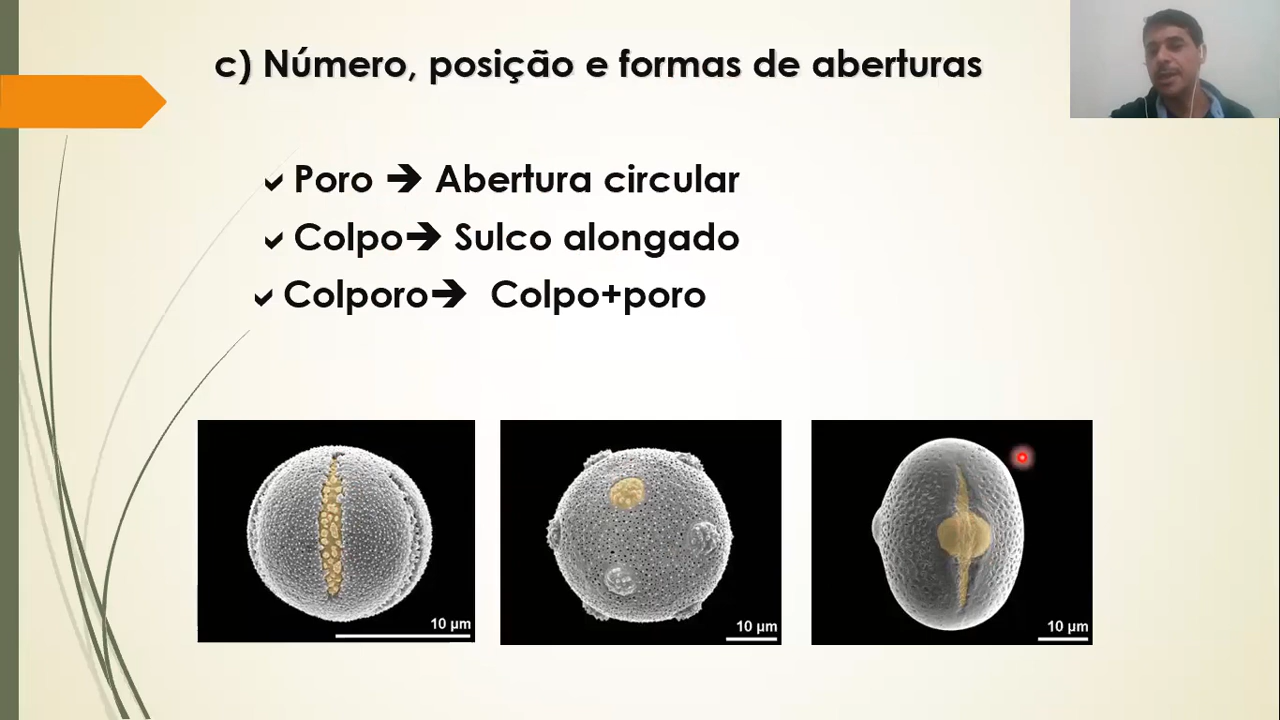 c) Número, posição e formas de aberturas
Poro ➔ Abertura circular
Colpo➔ Sulco alongado
Colporo➔ Colpo+poro
10 µm
10 µm
10 µm